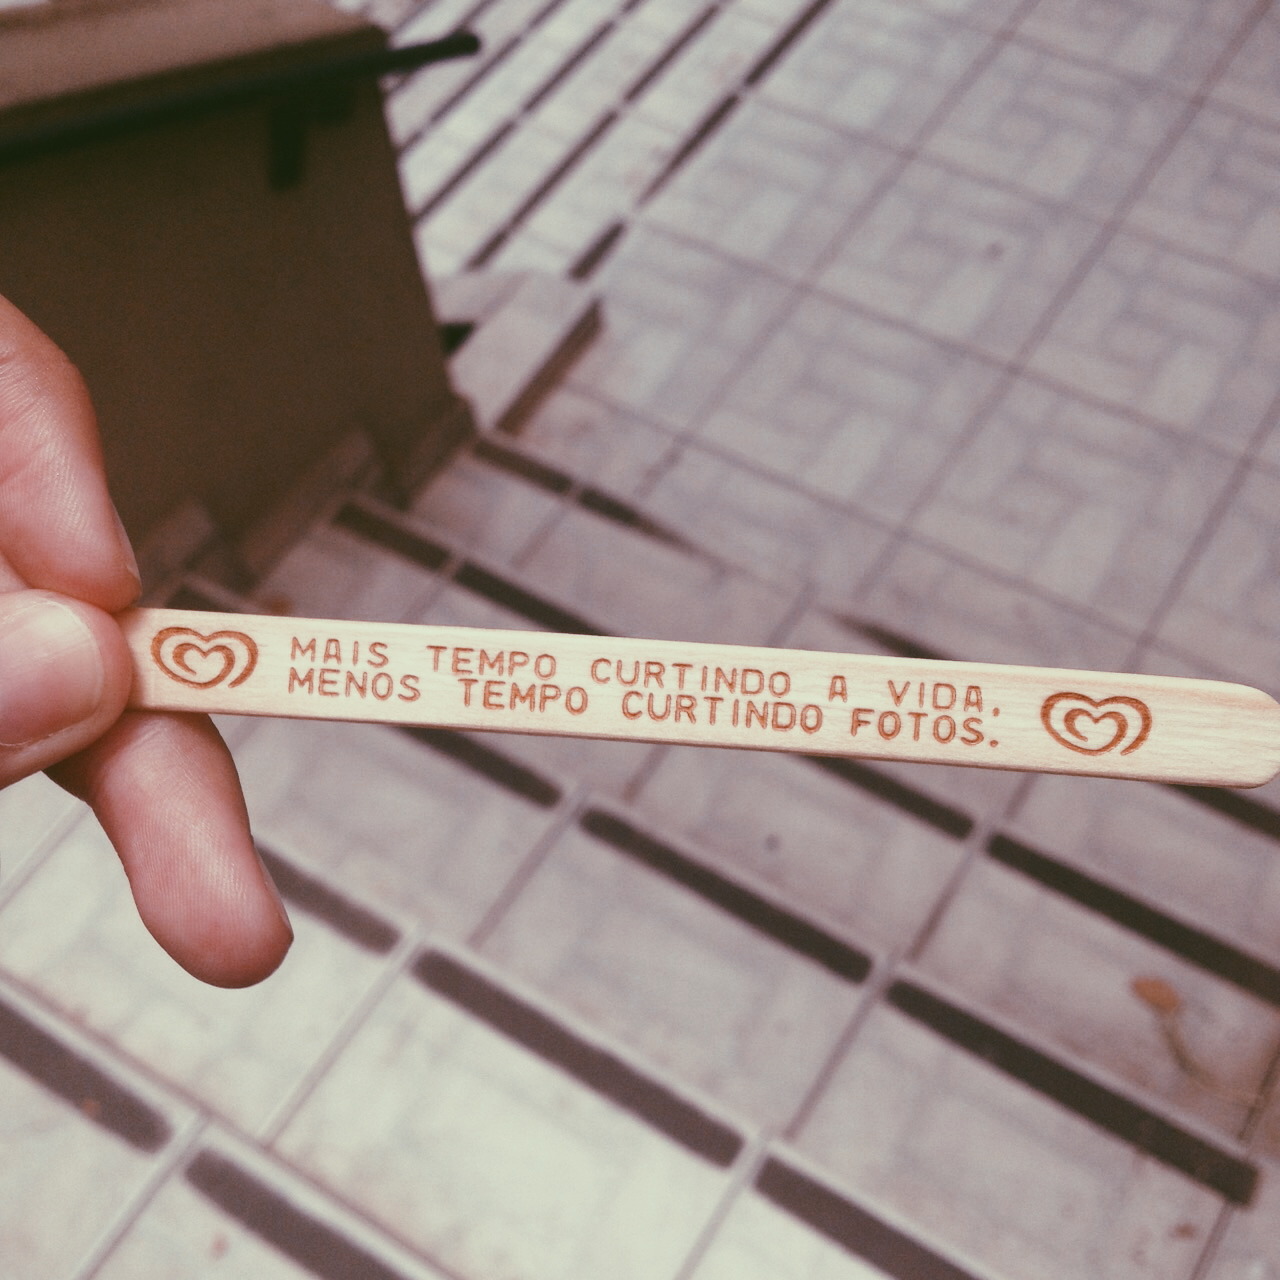 MAIS TEMPO CURTINDO A VIDA,
MENOS TEMPO CURTINDO FOTOS.